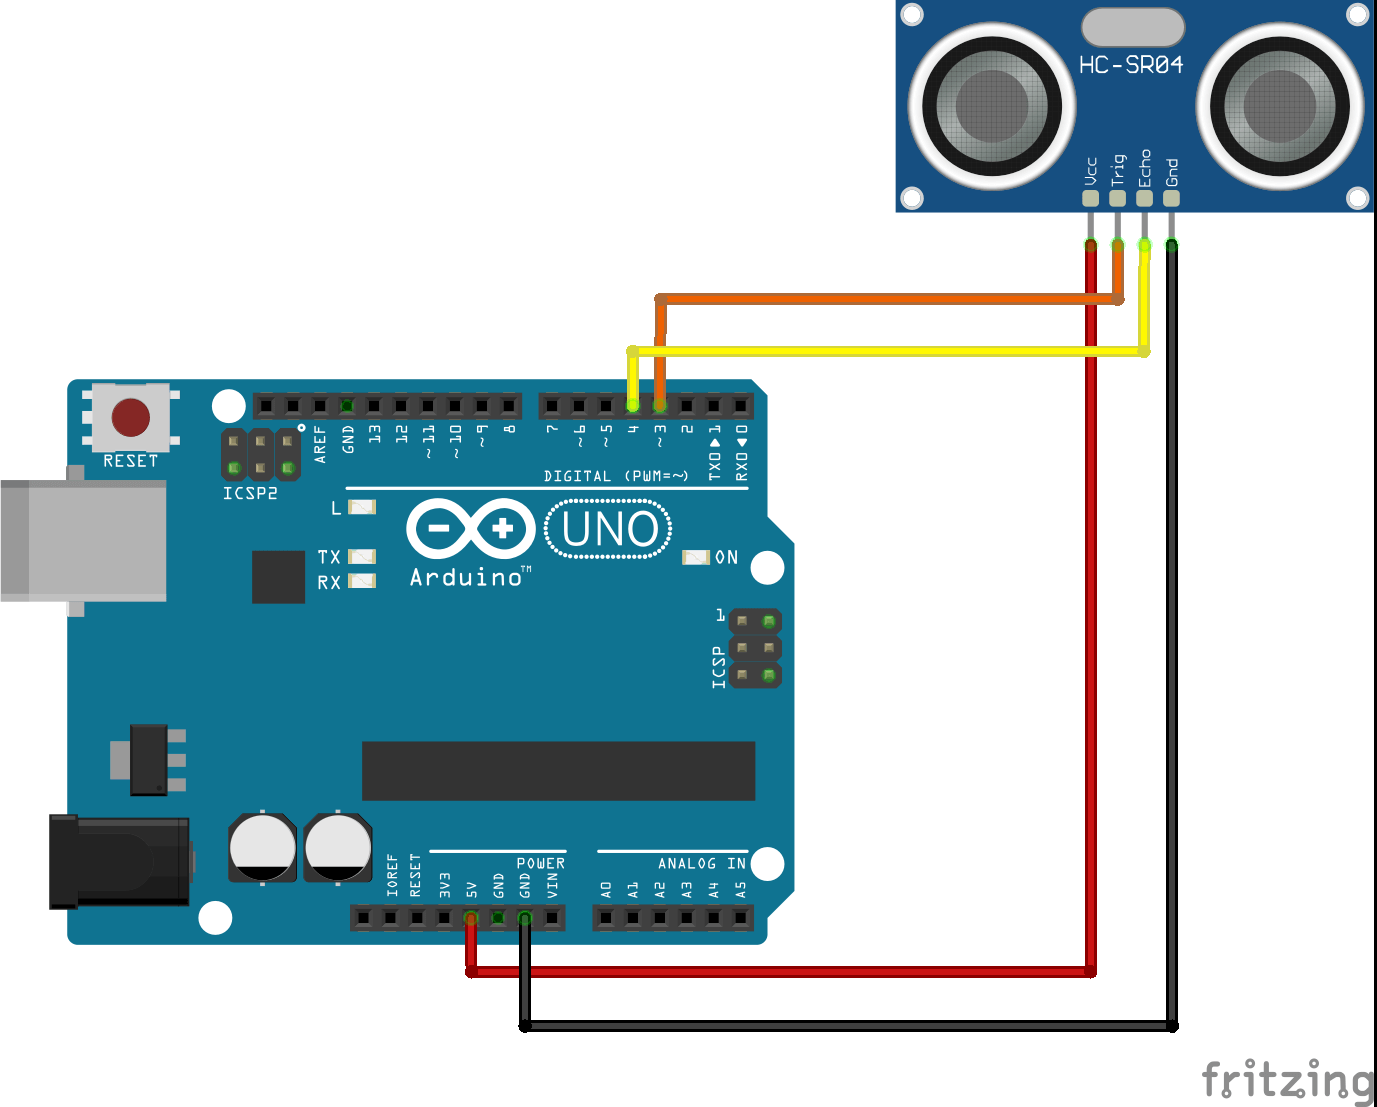 HC-SR04
Vcc
Trig
Echo
Gnd
RESET
ICSP2
AREF
GND
13
12
~11
~10
~9
8
7
~6
~5
4
~3
2
TX0▶1
RX0◀0
DIGITAL (PWM=~)
L
TX
RX
UNO
Arduino™
ON
1
ICSP
POWER
ANALOG IN
IOREF
RESET
3V3
5V
GND
GND
VIN
A0
A1
A2
A3
A4
A5
fritzing